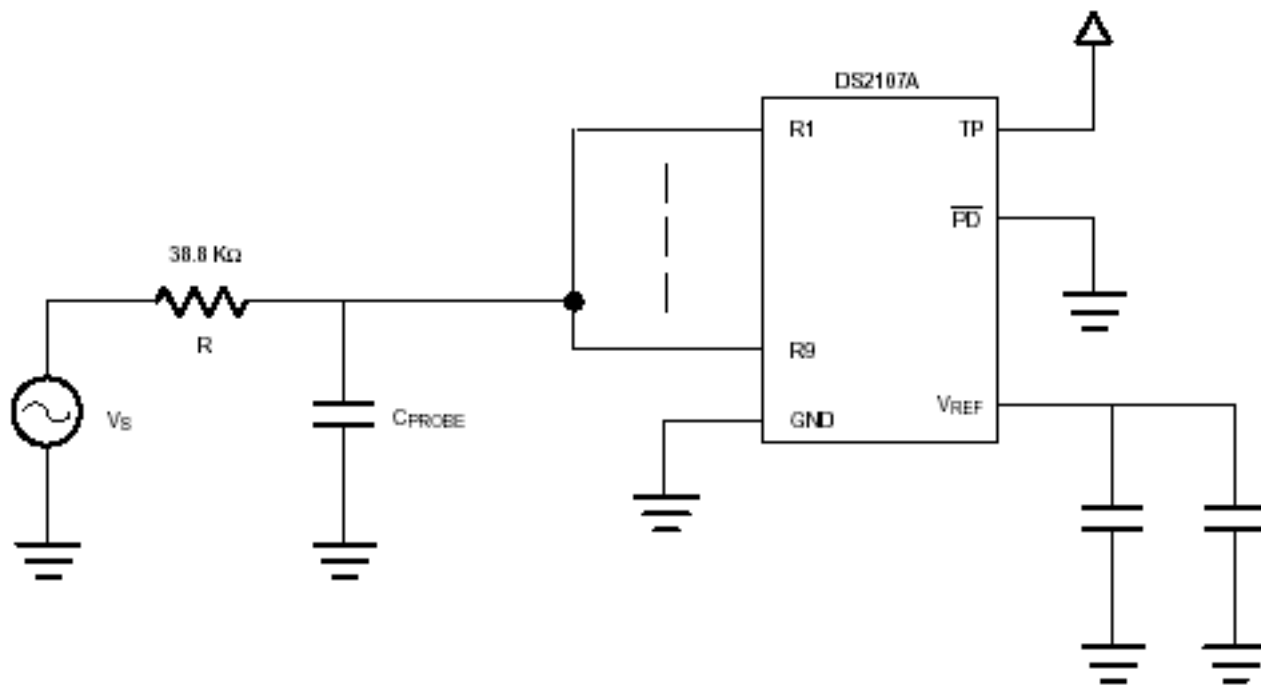 DS2107A
R1
TP
PD
38.8 KΩ
R
R9
VREF
VS
CPROBE
GND